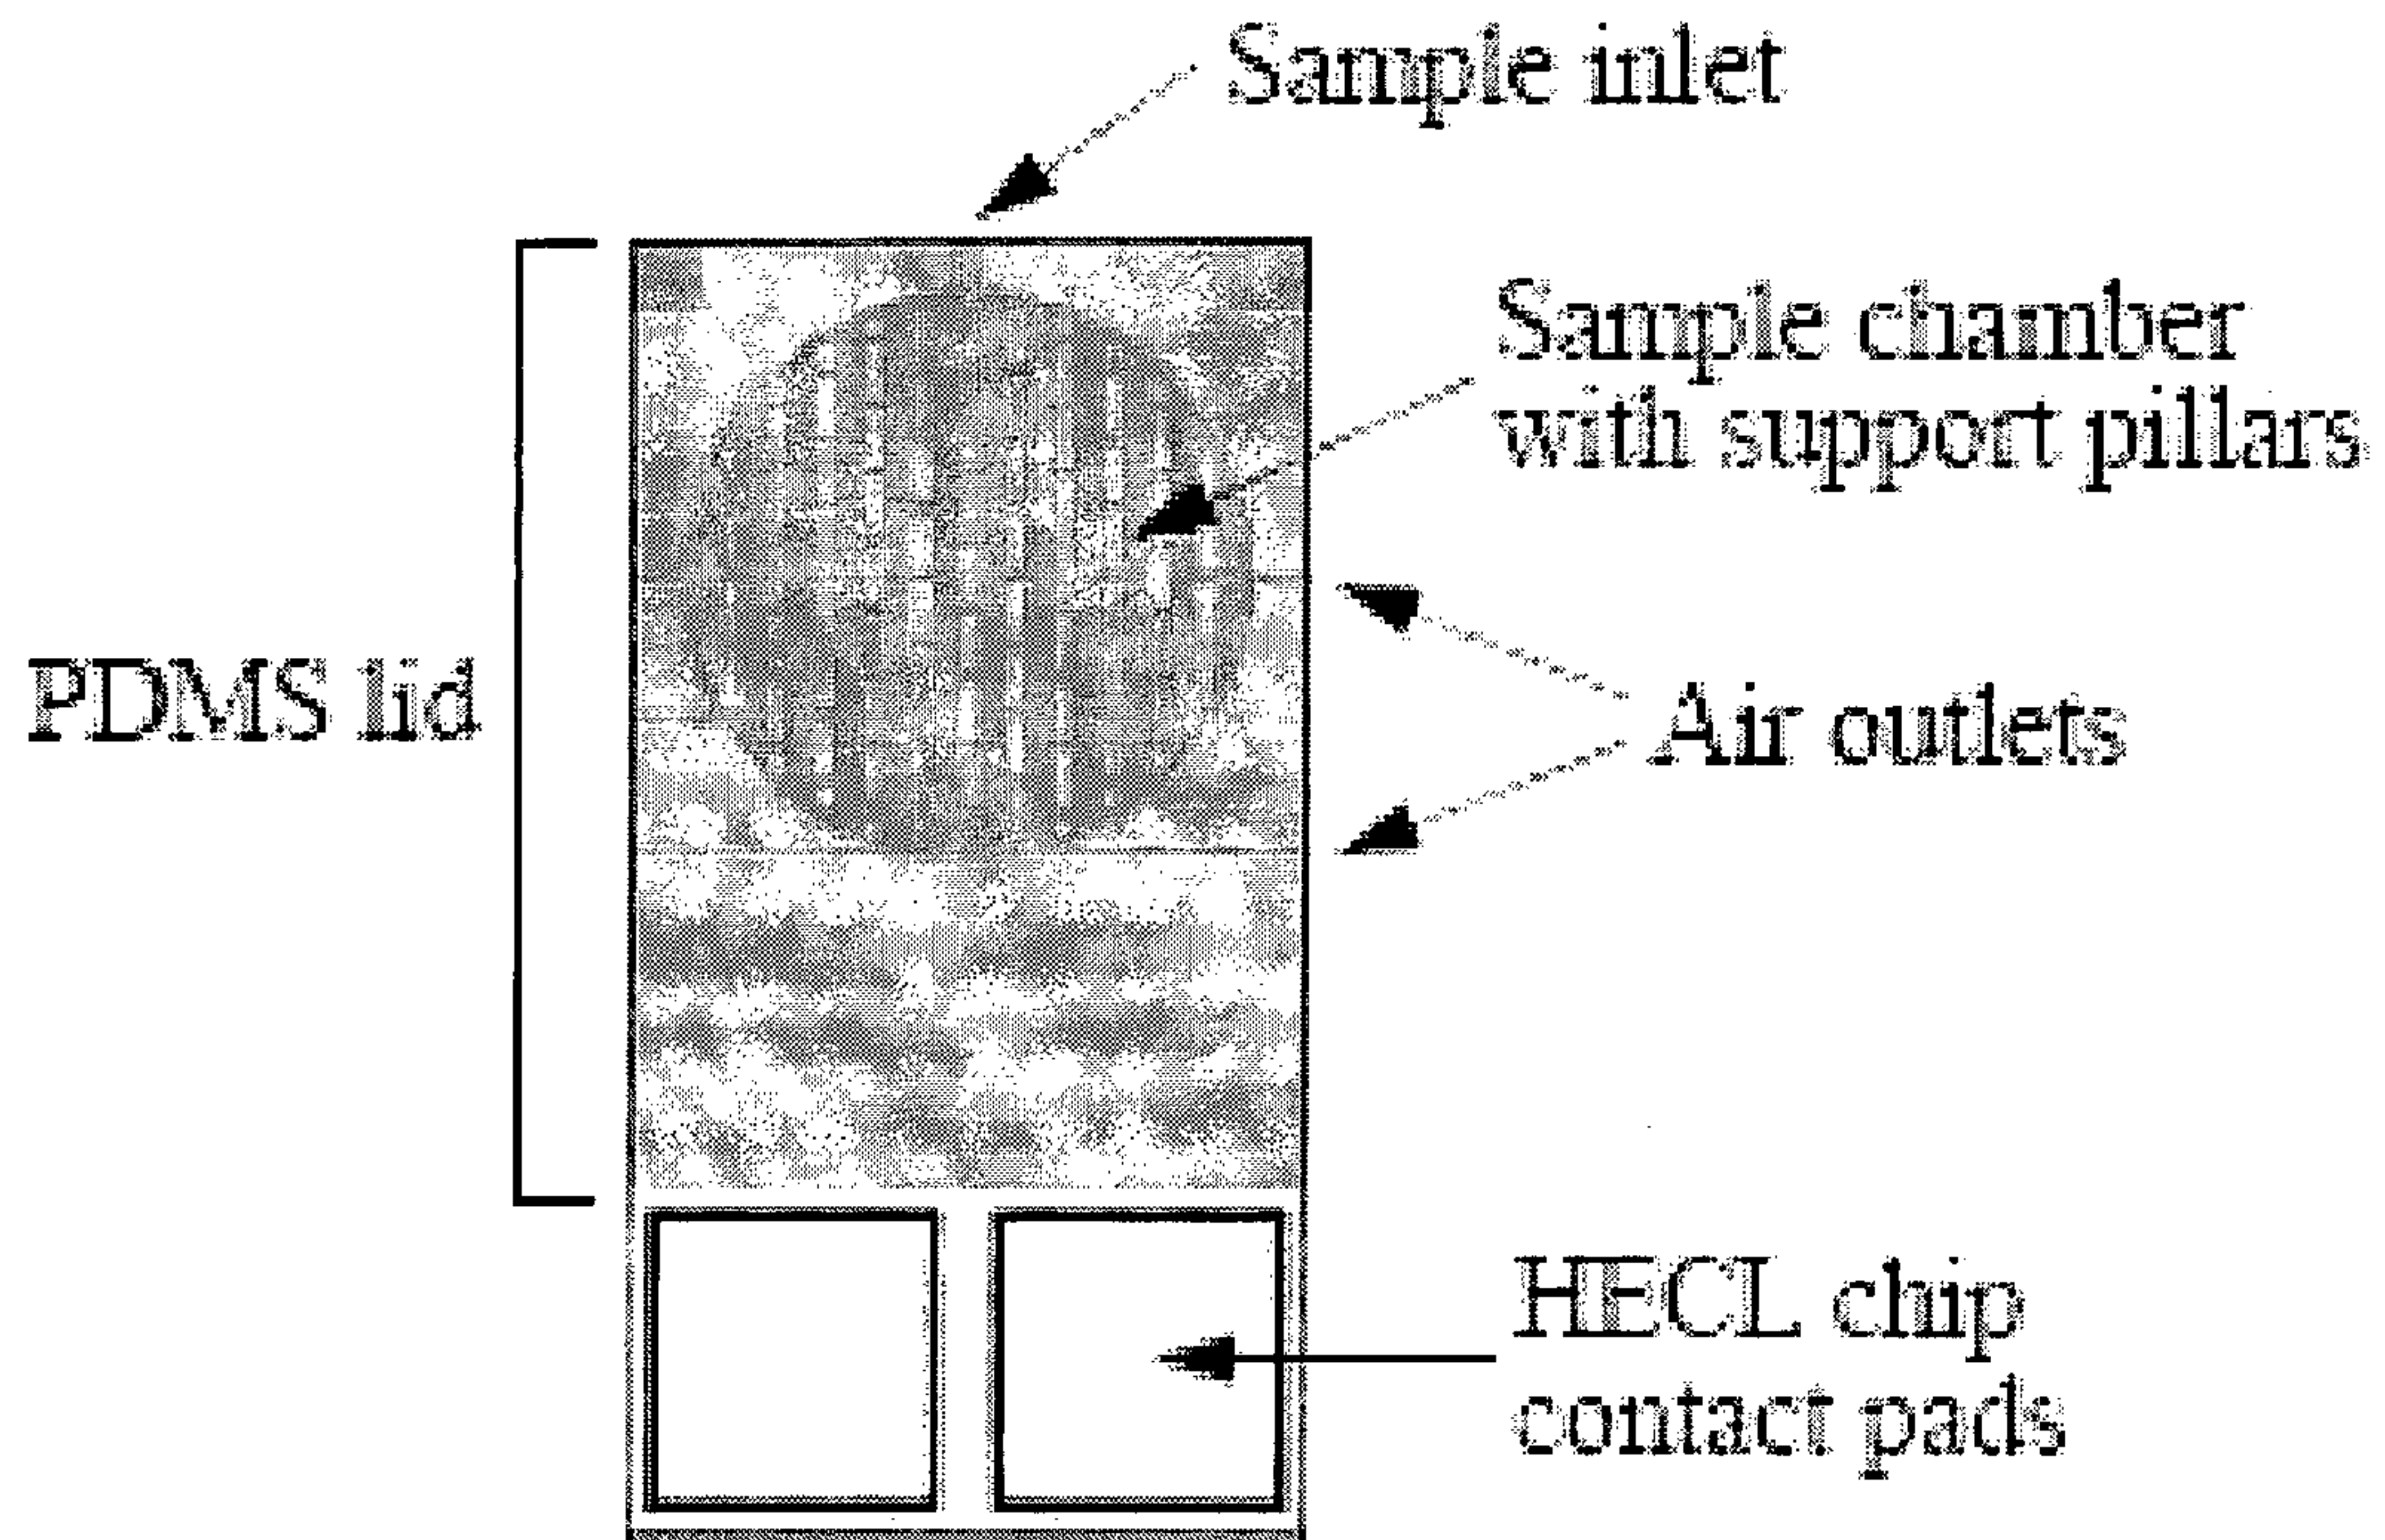 Sample inlet
Sample chamber
with support pillars
PDMS lid
Air outlets
HECL chip
contact pads